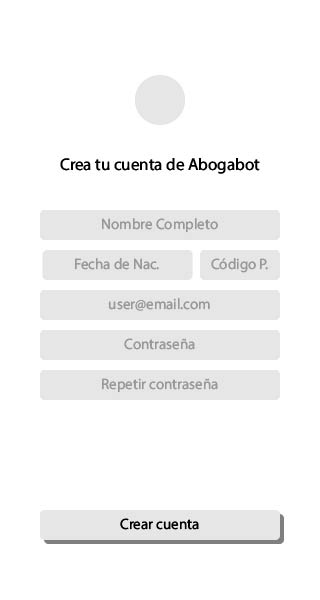 Crea tu cuenta de Abogabot
Nombre Completo
Fecha de Nac. Código P.
user@email.com
Contraseña
Repetir contraseña
Crear cuenta